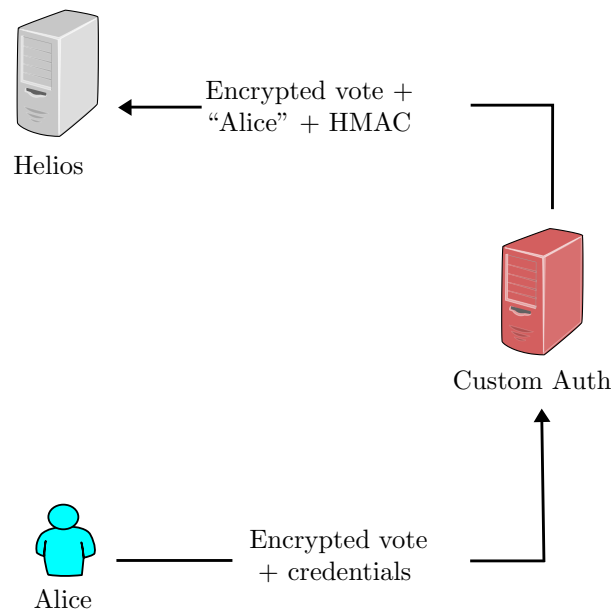 Encrypted vote +
“Alice” + HMAC
Helios
Custom Auth
Encrypted vote
+ credentials
Alice